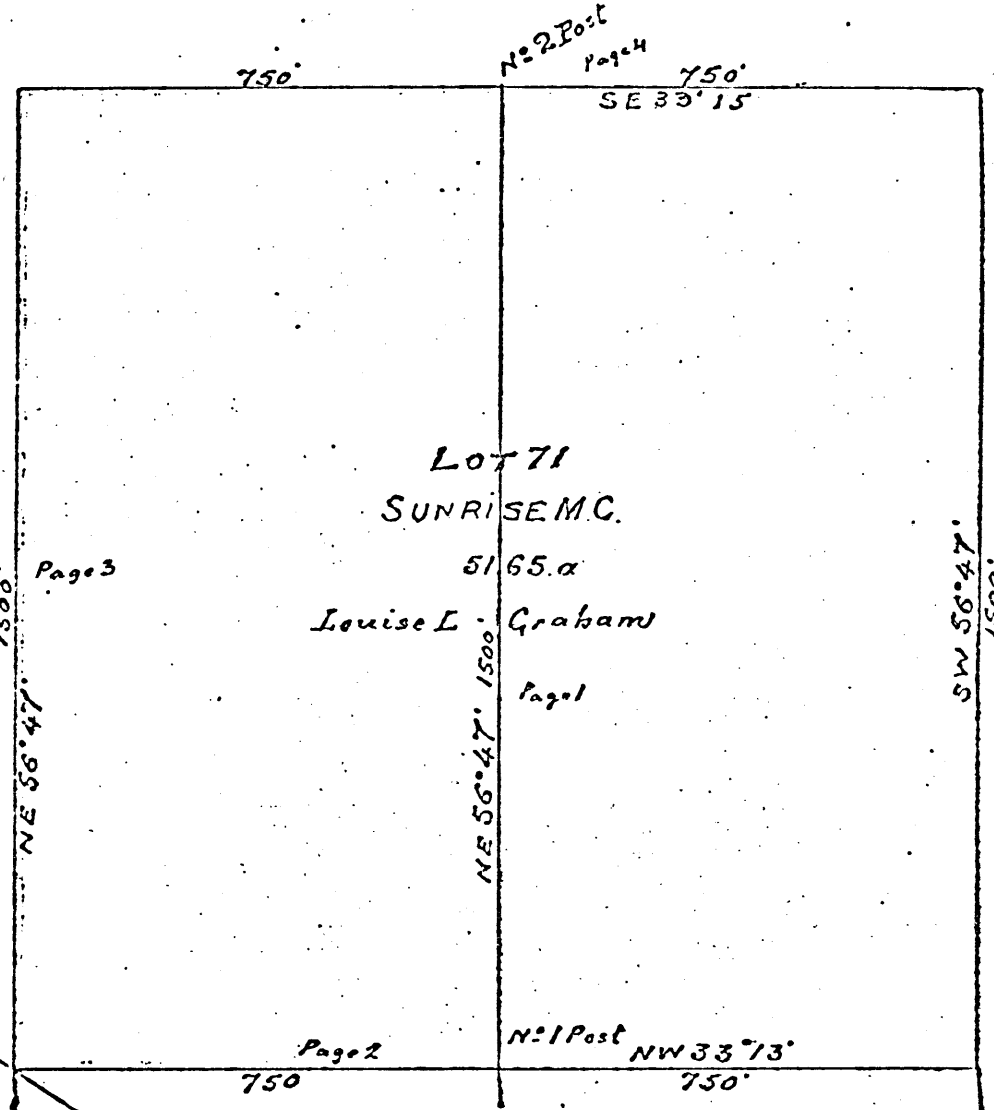 Nº 2 Post
Page 4
750'
750'
SE 33° 15
LOT 71
SUNRISE M.C.
51.65.a
Louise L. Graham
Page 3
1500'
NE 56° 47'
NE 56° 47' 1500'
Page 1
SW 56° 47'
1500'
Page 2
Nº 1 Post
NW 33° 13'
750
750'